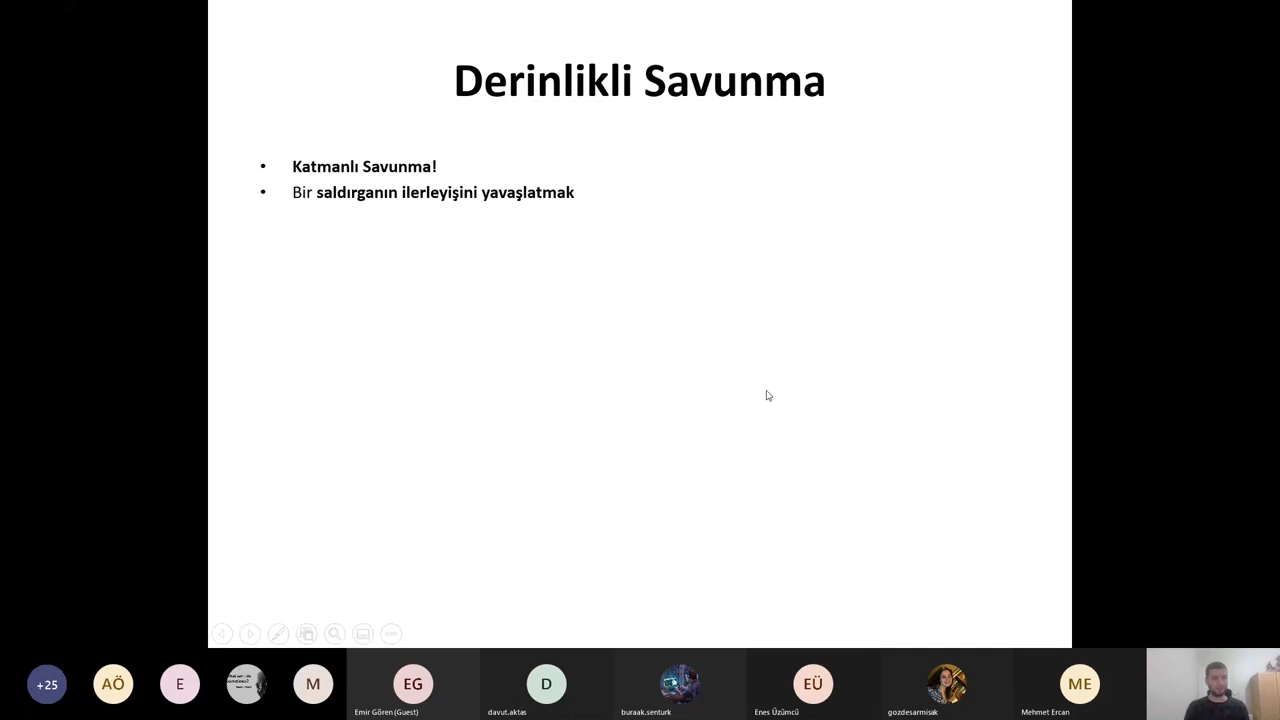 Derinlikli Savunma
• Katmanlı Savunma!
• Bir saldırganın ilerleyişini yavaşlatmak
+25
AÖ
E
M
EG
D
EÜ
ME
Emir Gören (Guest)
davut.aktas
buraak.senturk
Enes Üzümcü
gozdesarmisak
Mehmet Ercan